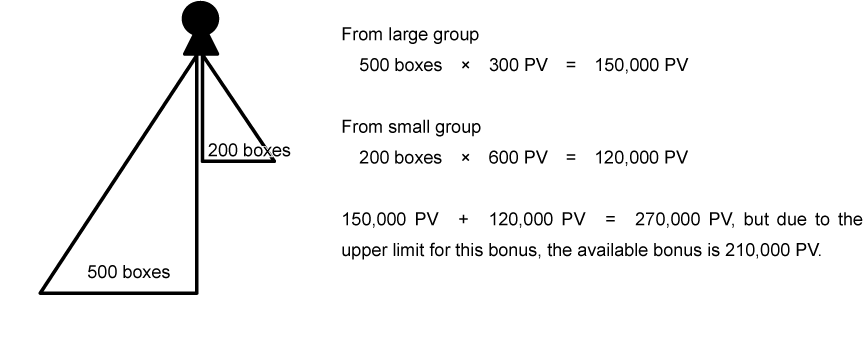 From large group
500 boxes × 300 PV = 150,000 PV
From small group
200 boxes × 600 PV = 120,000 PV
150,000 PV + 120,000 PV = 270,000 PV, but due to the
upper limit for this bonus, the available bonus is 210,000 PV.
200 boxes
500 boxes